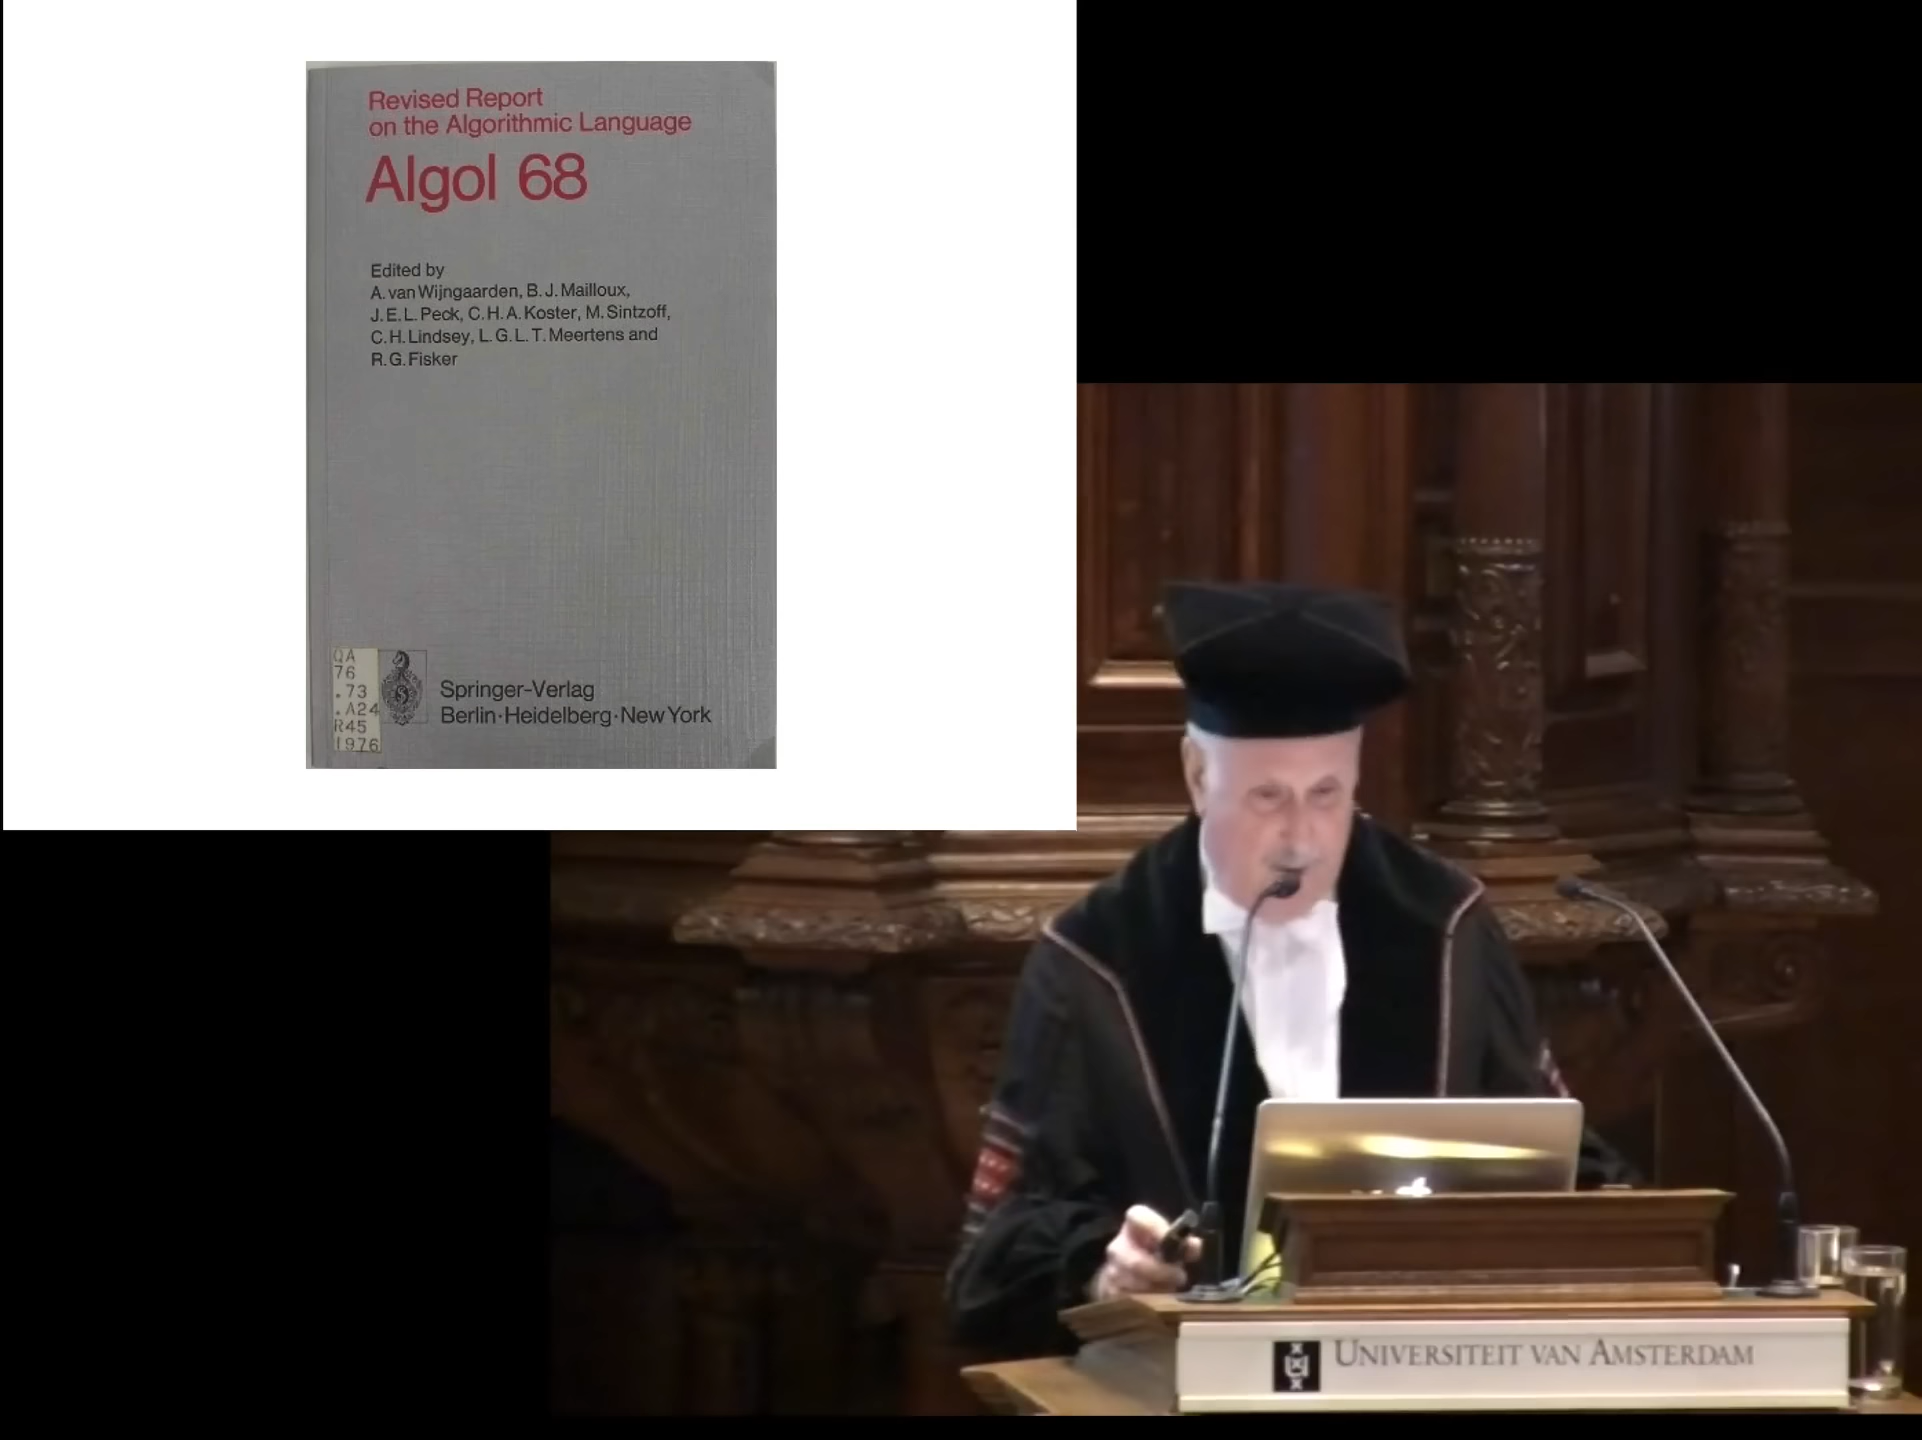 Revised Report
on the Algorithmic Language
Algol 68
Edited by
A. van Wijngaarden, B. J. Mailloux,
J. E. L. Peck, C. H. A. Koster, M. Sintzoff,
C. H. Lindsey, L. G. L. T. Meertens and
R. G. Fisker
QA
76
.73
.A24
R45
1976
Springer-Verlag
Berlin · Heidelberg · New York
UNIVERSITEIT VAN AMSTERDAM